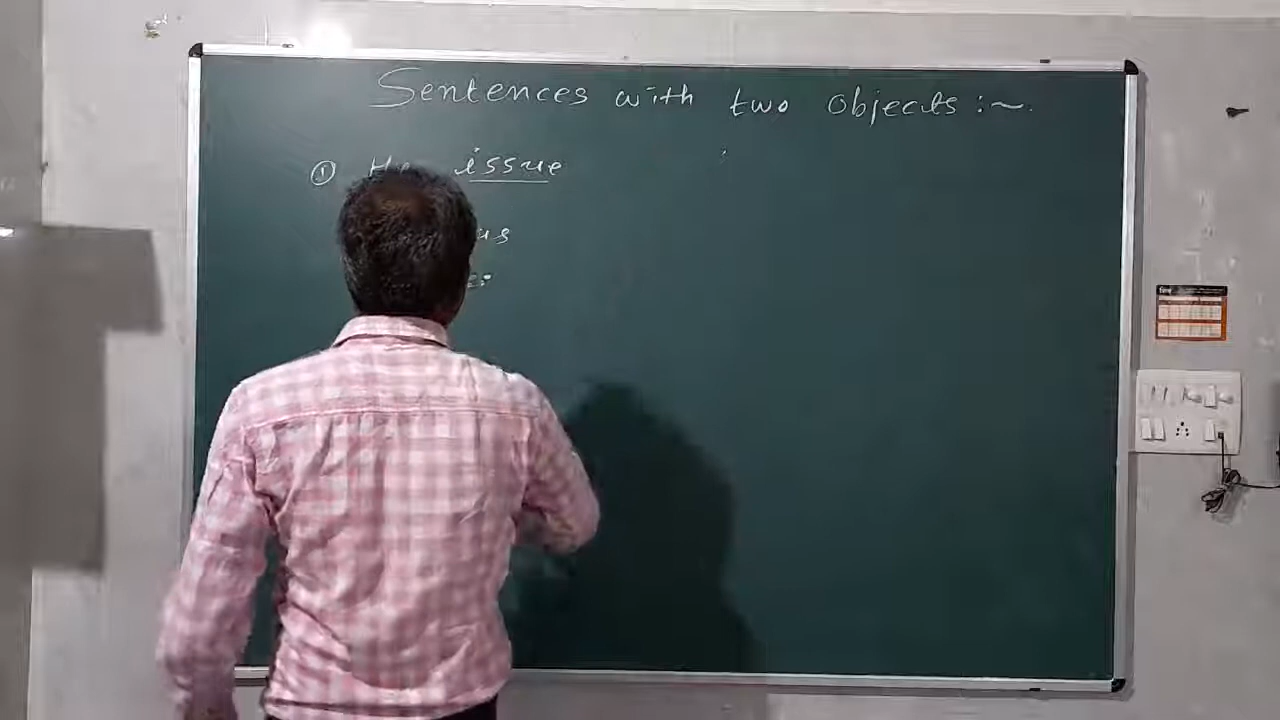 Sentences with two objects :~
① He issue
us